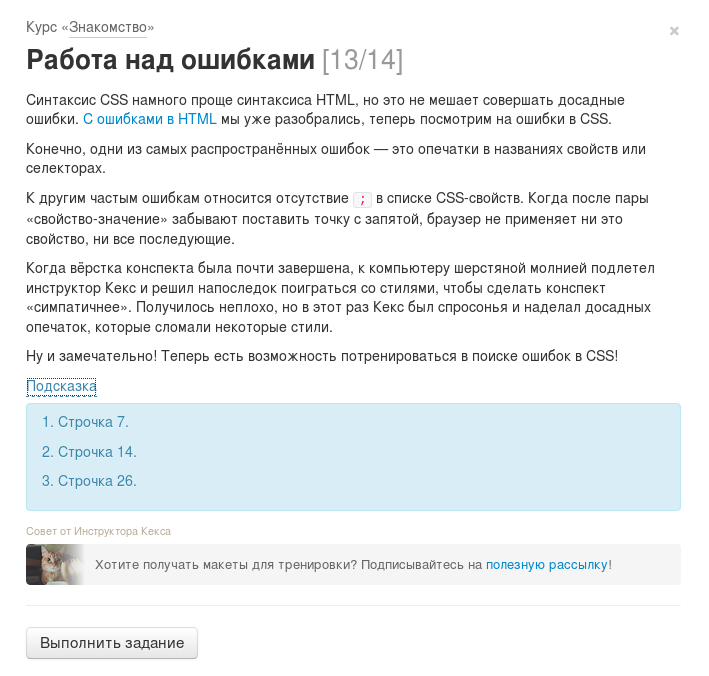 Курс «Знакомство»
×
Работа над ошибками [13/14]
Синтаксис CSS намного проще синтаксиса HTML, но это не мешает совершать досадные
ошибки. С ошибками в HTML мы уже разобрались, теперь посмотрим на ошибки в CSS.
Конечно, одни из самых распространённых ошибок — это опечатки в названиях свойств или
селекторах.
К другим частым ошибкам относится отсутствие ; в списке CSS-свойств. Когда после пары
«свойство-значение» забывают поставить точку с запятой, браузер не применяет ни это
свойство, ни все последующие.
Когда вёрстка конспекта была почти завершена, к компьютеру шерстяной молнией подлетел
инструктор Кекс и решил напоследок поиграться со стилями, чтобы сделать конспект
«симпатичнее». Получилось неплохо, но в этот раз Кекс был спросонья и наделал досадных
опечаток, которые сломали некоторые стили.
Ну и замечательно! Теперь есть возможность потренироваться в поиске ошибок в CSS!
Подсказка
1. Строчка 7.
2. Строчка 14.
3. Строчка 26.
Совет от Инструктора Кекса
Хотите получать макеты для тренировки? Подписывайтесь на полезную рассылку!
Выполнить задание